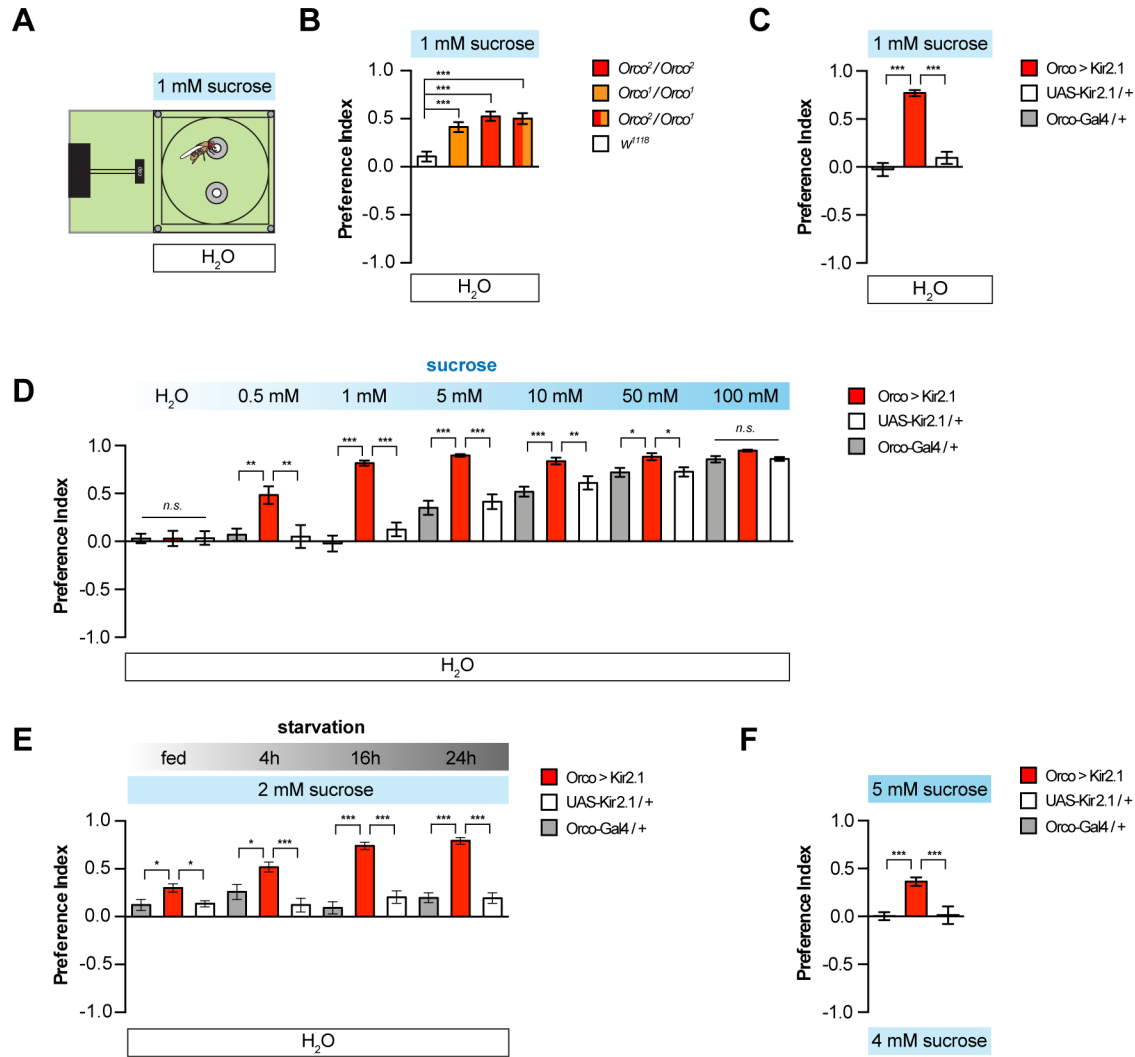 A
1 mM sucrose
cap
H₂O
B
1 mM sucrose
Preference Index
1.0
0.5
0.0
-0.5
-1.0
***
***
***
H₂O
Orco²/Orco²
Orco¹/Orco¹
Orco²/Orco¹
w¹¹¹⁸
C
1 mM sucrose
Preference Index
1.0
0.5
0.0
-0.5
-1.0
*** ***
H₂O
Orco > Kir2.1
UAS-Kir2.1 / +
Orco-Gal4 / +
D
sucrose
H₂O 0.5 mM 1 mM 5 mM 10 mM 50 mM 100 mM
Preference Index
1.0
0.5
0.0
-0.5
-1.0
n.s. ** ** *** *** *** *** *** ** * * n.s.
H₂O
Orco > Kir2.1
UAS-Kir2.1 / +
Orco-Gal4 / +
E
starvation
fed 4h 16h 24h
2 mM sucrose
Preference Index
1.0
0.5
0.0
-0.5
-1.0
* * * *** *** *** *** ***
H₂O
Orco > Kir2.1
UAS-Kir2.1 / +
Orco-Gal4 / +
F
5 mM sucrose
Preference Index
1.0
0.5
0.0
-0.5
-1.0
*** ***
4 mM sucrose
Orco > Kir2.1
UAS-Kir2.1 / +
Orco-Gal4 / +